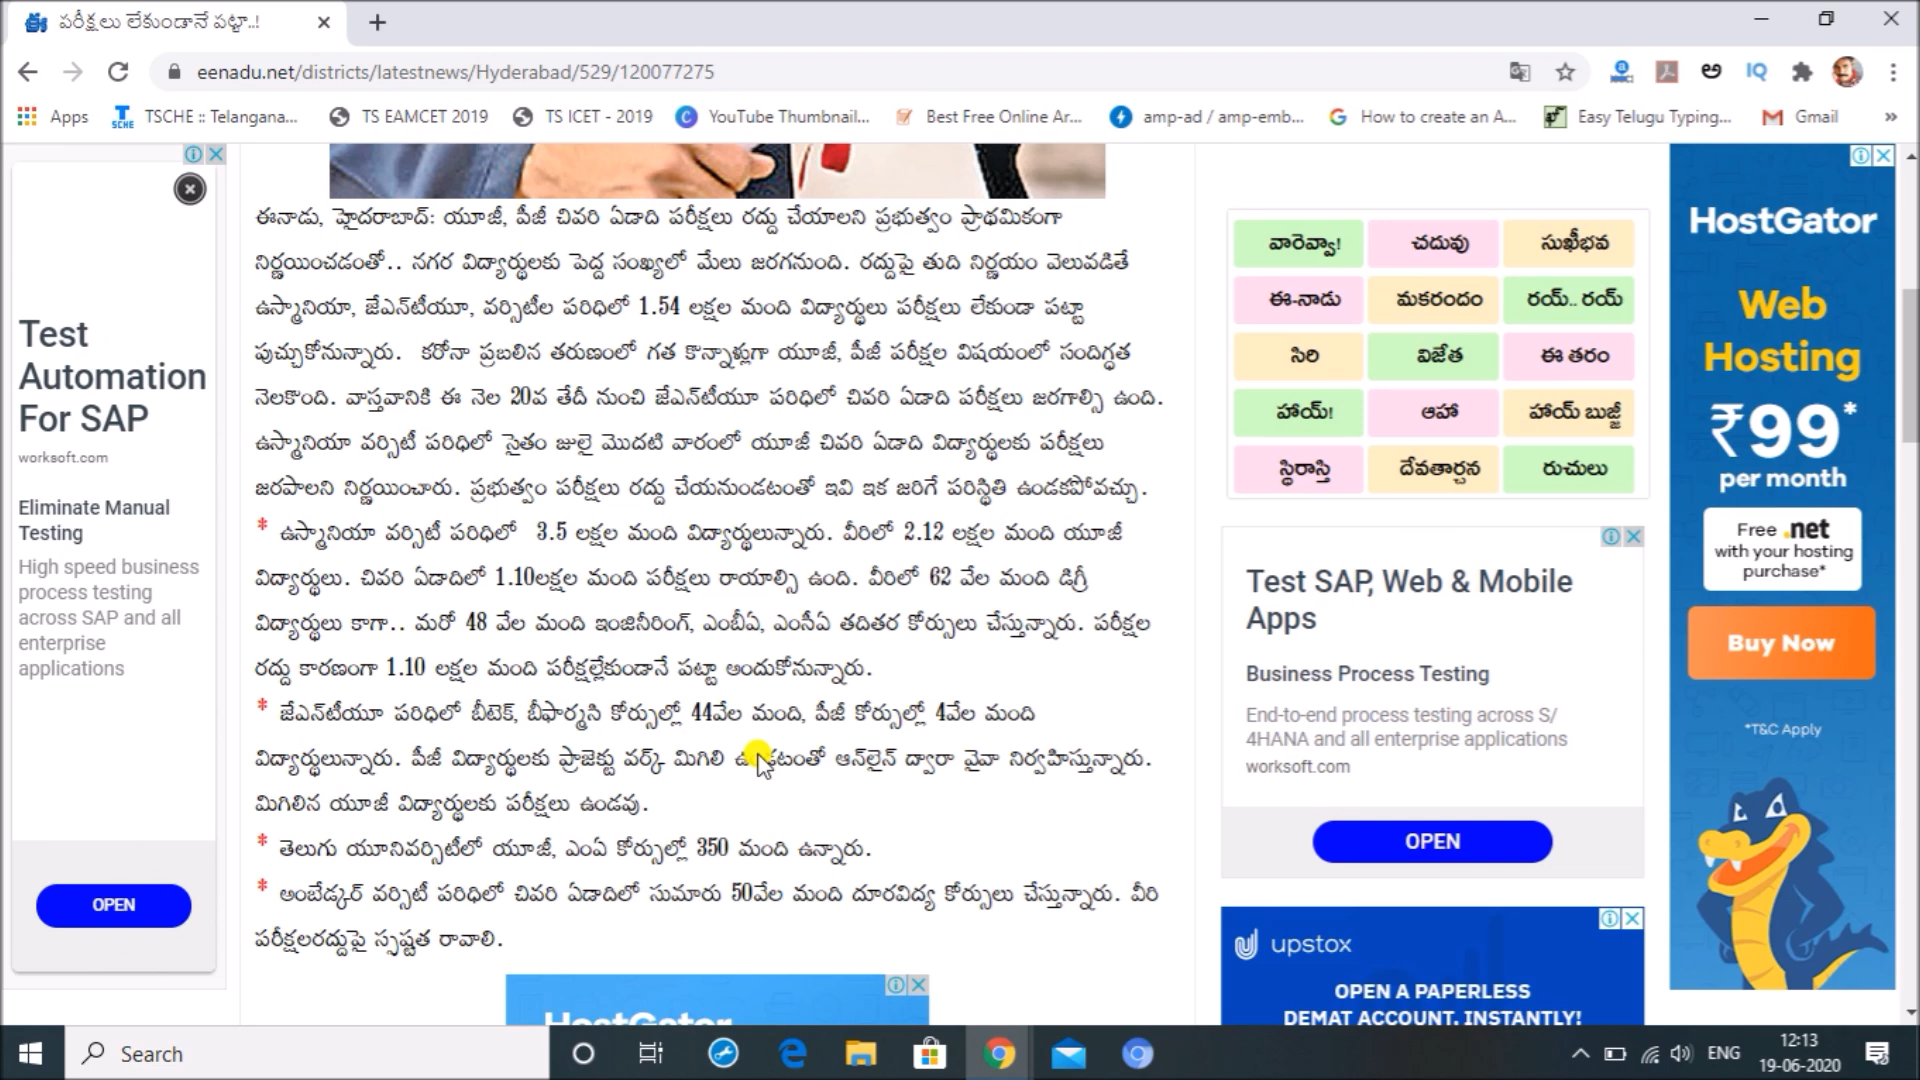 పరీక్షలు లేకుండానే పట్టా..!
eenadu.net/districts/latestnews/Hyderabad/529/120077275
Apps
TSCHE :: Telangana...
TS EAMCET 2019
TS ICET - 2019
YouTube Thumbnail...
Best Free Online Ar...
amp-ad / amp-emb...
How to create an A...
Easy Telugu Typing...
Gmail
Test
Automation
For SAP
worksoft.com
Eliminate Manual
Testing
High speed business
process testing
across SAP and all
enterprise
applications
OPEN
ఈనాడు, హైదరాబాద్: యూజీ, పీజీ చివరి ఏడాది పరీక్షలు రద్దు చేయాలని ప్రభుత్వం ప్రాథమికంగా
నిర్ణయించడంతో.. నగర విద్యార్థులకు పెద్ద సంఖ్యలో మేలు జరగనుంది. రద్దుపై తుది నిర్ణయం వెలువడితే
ఉస్మానియా, జేఎన్‌టీయూ, వర్సిటీల పరిధిలో 1.54 లక్షల మంది విద్యార్థులు పరీక్షలు లేకుండా పట్టా
పుచ్చుకోనున్నారు. కరోనా ప్రబలిన తరుణంలో గత కొన్నాళ్లుగా యూజీ, పీజీ పరీక్షల విషయంలో సందిగ్ధత
నెలకొంది. వాస్తవానికి ఈ నెల 20వ తేదీ నుంచి జేఎన్‌టీయూ పరిధిలో చివరి ఏడాది పరీక్షలు జరగాల్సి ఉంది.
ఉస్మానియా వర్సిటీ పరిధిలో సైతం జులై మొదటి వారంలో యూజీ చివరి ఏడాది విద్యార్థులకు పరీక్షలు
జరపాలని నిర్ణయించారు. ప్రభుత్వం పరీక్షలు రద్దు చేయనుండటంతో ఇవి ఇక జరిగే పరిస్థితి ఉండకపోవచ్చు.
* ఉస్మానియా వర్సిటీ పరిధిలో 3.5 లక్షల మంది విద్యార్థులున్నారు. వీరిలో 2.12 లక్షల మంది యూజీ
విద్యార్థులు. చివరి ఏడాదిలో 1.10లక్షల మంది పరీక్షలు రాయాల్సి ఉంది. వీరిలో 62 వేల మంది డిగ్రీ
విద్యార్థులు కాగా.. మరో 48 వేల మంది ఇంజినీరింగ్, ఎంబీఏ, ఎంసీఏ తదితర కోర్సులు చేస్తున్నారు. పరీక్షల
రద్దు కారణంగా 1.10 లక్షల మంది పరీక్షల్లేకుండానే పట్టా అందుకోనున్నారు.
* జేఎన్‌టీయూ పరిధిలో బీటెక్, బీఫార్మసి కోర్సుల్లో 44వేల మంది, పీజీ కోర్సుల్లో 4వేల మంది
విద్యార్థులున్నారు. పీజీ విద్యార్థులకు ప్రాజెక్టు వర్క్ మిగిలి ఉండటంతో ఆన్‌లైన్ ద్వారా వైవా నిర్వహిస్తున్నారు.
మిగిలిన యూజీ విద్యార్థులకు పరీక్షలు ఉండవు.
* తెలుగు యూనివర్సిటీలో యూజీ, ఎంఏ కోర్సుల్లో 350 మంది ఉన్నారు.
* అంబేడ్కర్ వర్సిటీ పరిధిలో చివరి ఏడాదిలో సుమారు 50వేల మంది దూరవిద్య కోర్సులు చేస్తున్నారు. వీరి
పరీక్షలరద్దుపై స్పష్టత రావాలి.
వారెవ్వా! చదువు సుఖీభవ
ఈ-నాడు మకరందం రయ్.. రయ్
సిరి విజేత ఈ తరం
హాయ్! ఆహా హాయ్ బుజ్జీ
స్థిరాస్తి దేవతార్చన రుచులు
Test SAP, Web & Mobile
Apps
Business Process Testing
End-to-end process testing across S/
4HANA and all enterprise applications
worksoft.com
OPEN
upstox
OPEN A PAPERLESS
DEMAT ACCOUNT. INSTANTLY!
HostGator
Web
Hosting
₹99*
per month
Free .net
with your hosting
purchase*
Buy Now
*T&C Apply
HostGator
Search
ENG
12:13
19-06-2020